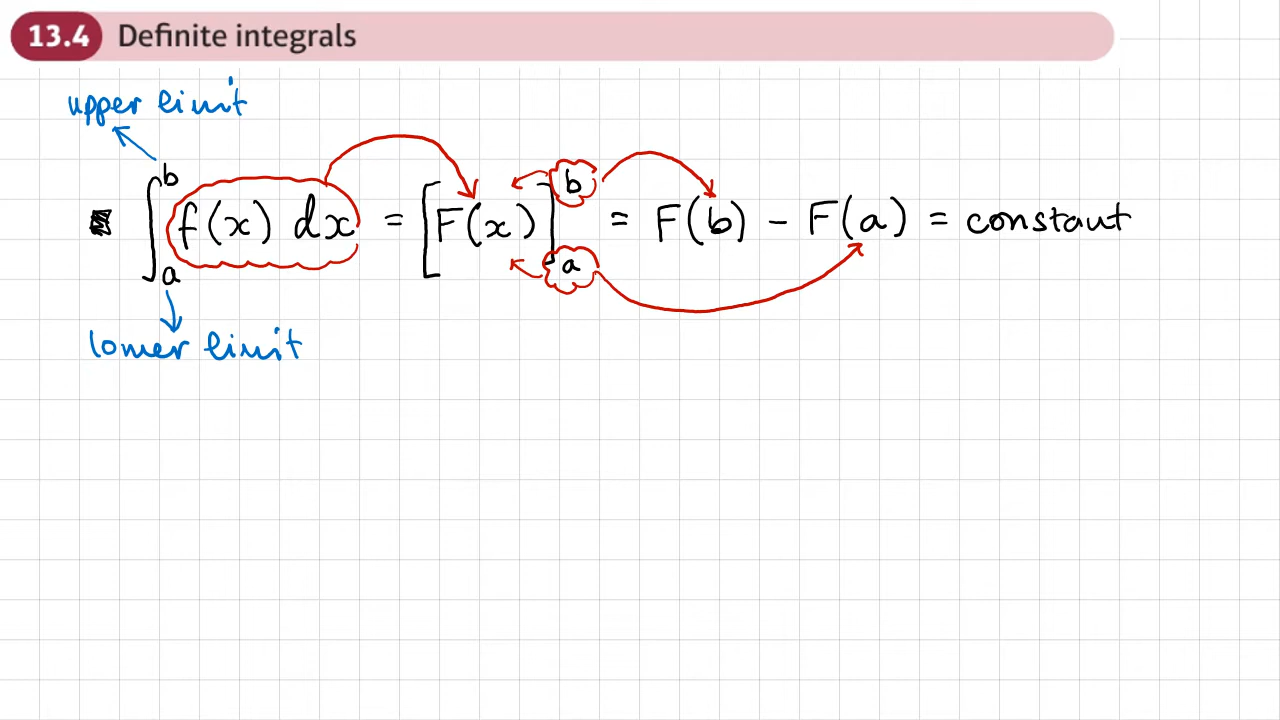 13.4 Definite integrals
upper limit
∫ₐᵇ f(x) dx = [F(x)]ₐᵇ = F(b) − F(a) = constant
lower limit